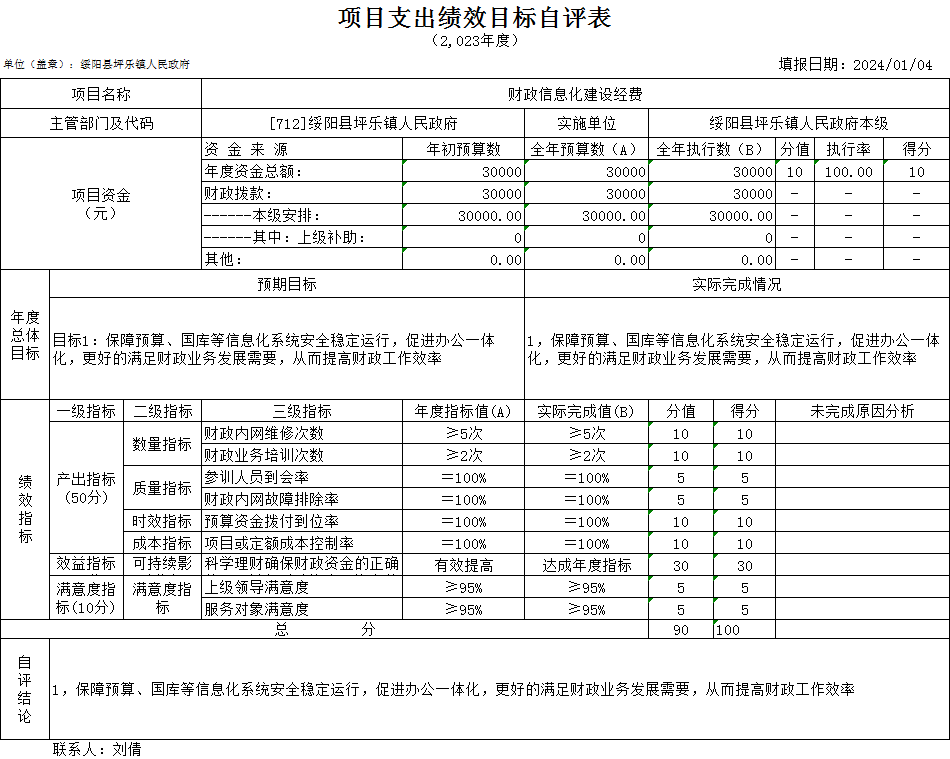 项目支出绩效目标自评表
（2,023年度）
单位（盖章）：绥阳县坪乐镇人民政府 填报日期：2024/01/04
项目名称 财政信息化建设经费
主管部门及代码 [712]绥阳县坪乐镇人民政府 实施单位 绥阳县坪乐镇人民政府本级
项目资金
（元）
资 金 来 源 年初预算数 全年预算数（A） 全年执行数（B） 分值 执行率 得分
年度资金总额： 30000 30000 30000 10 100.00 10
财政拨款： 30000 30000 30000 － － －
------本级安排： 30000.00 30000.00 30000.00 － － －
------其中：上级补助： 0 0 0 － － －
其他： 0.00 0.00 0.00 － － －
年度
总体
目标
预期目标 实际完成情况
目标1：保障预算、国库等信息化系统安全稳定运行，促进办公一体
化，更好的满足财政业务发展需要，从而提高财政工作效率
1，保障预算、国库等信息化系统安全稳定运行，促进办公一体
化，更好的满足财政业务发展需要，从而提高财政工作效率
绩
效
指
标
一级指标 二级指标 三级指标 年度指标值(A) 实际完成值(B) 分值 得分 未完成原因分析
产出指标
(50分)
数量指标
财政内网维修次数 ≥5次 ≥5次 10 10
财政业务培训次数 ≥2次 ≥2次 10 10
质量指标
参训人员到会率 ＝100% ＝100% 5 5
财政内网故障排除率 ＝100% ＝100% 5 5
时效指标 预算资金拨付到位率 ＝100% ＝100% 10 10
成本指标 项目或定额成本控制率 ＝100% ＝100% 10 10
效益指标 可持续影 科学理财确保财政资金的正确 有效提高 达成年度指标 30 30
满意度指
标(10分)
满意度指
标
上级领导满意度 ≥95% ≥95% 5 5
服务对象满意度 ≥95% ≥95% 5 5
总 分 90 100
自
评
结
论
1，保障预算、国库等信息化系统安全稳定运行，促进办公一体化，更好的满足财政业务发展需要，从而提高财政工作效率
联系人：刘倩